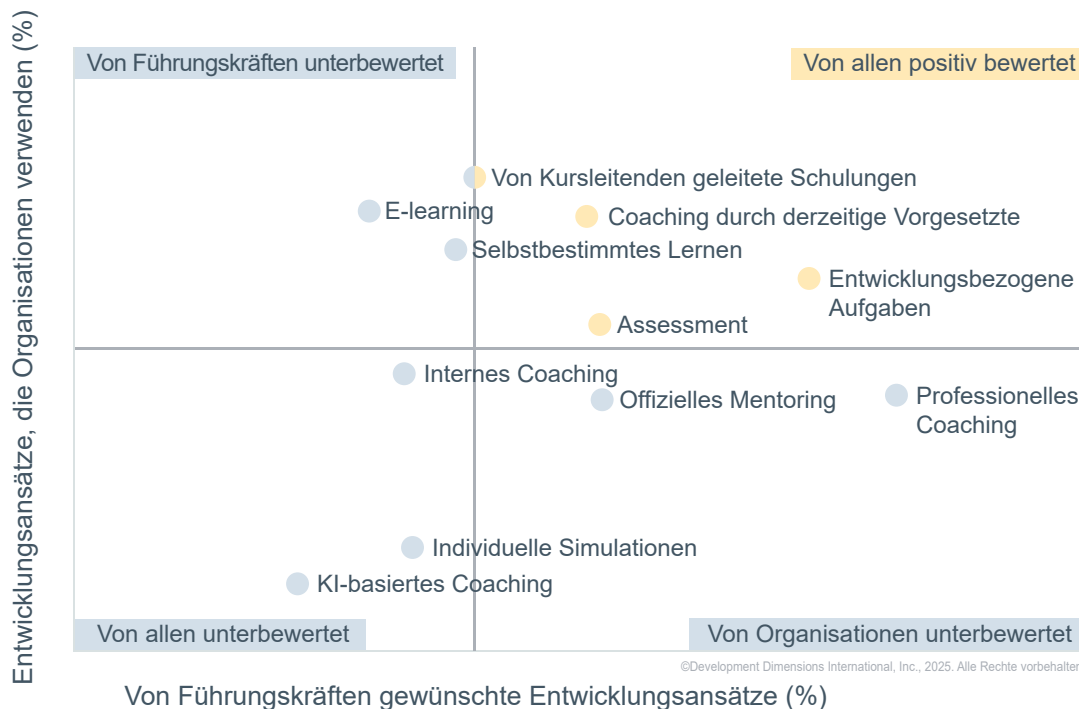 Entwicklungsansätze, die Organisationen verwenden (%)
Von Führungskräften unterbewertet
Von allen positiv bewertet
Von Kursleitenden geleitete Schulungen
E-learning
Coaching durch derzeitige Vorgesetzte
Selbstbestimmtes Lernen
Entwicklungsbezogene
Aufgaben
Assessment
Internes Coaching
Offizielles Mentoring
Professionelles
Coaching
Individuelle Simulationen
KI-basiertes Coaching
Von allen unterbewertet
Von Organisationen unterbewertet
©Development Dimensions International, Inc., 2025. Alle Rechte vorbehalten
Von Führungskräften gewünschte Entwicklungsansätze (%)